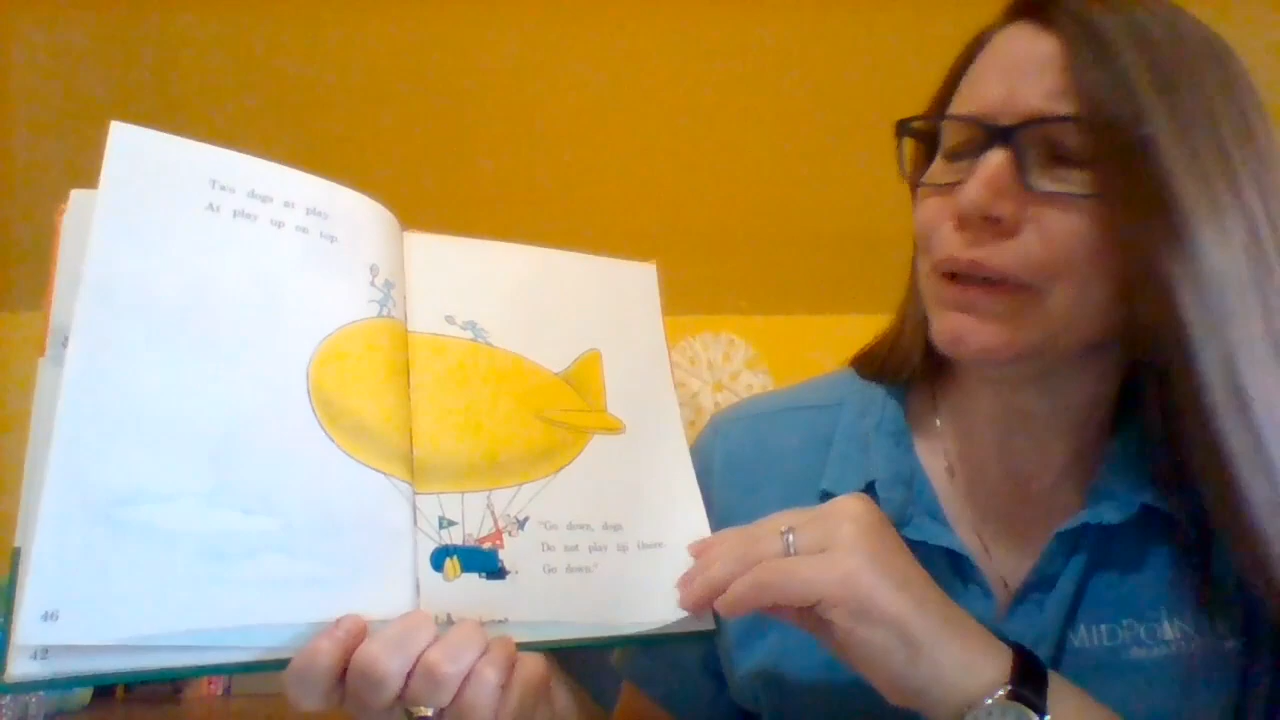 Two dogs at play.
At play up on top.
"Go down, dogs.
Do not play up there.
Go down."
46
42
MIDPOINT